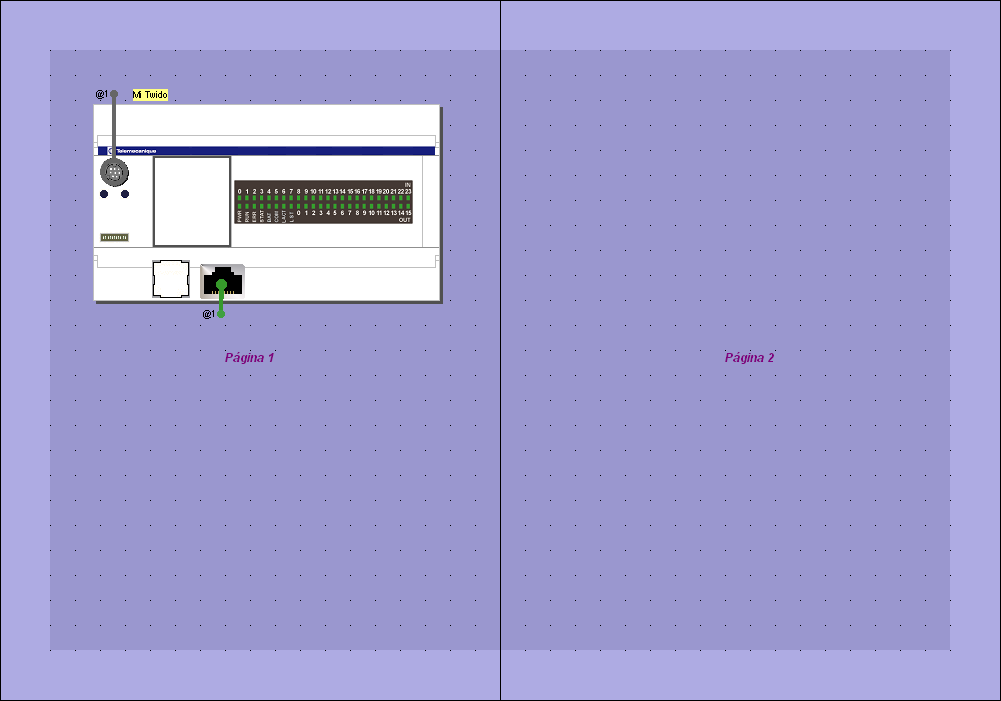 @1 Mi Twido
Telemecanique
IN
0 1 2 3 4 5 6 7 8 9 10 11 12 13 14 15 16 17 18 19 20 21 22 23
PWR RUN ERR STAT BAT COM LACT L ST 0 1 2 3 4 5 6 7 8 9 10 11 12 13 14 15
OUT
@1
Página 1
Página 2